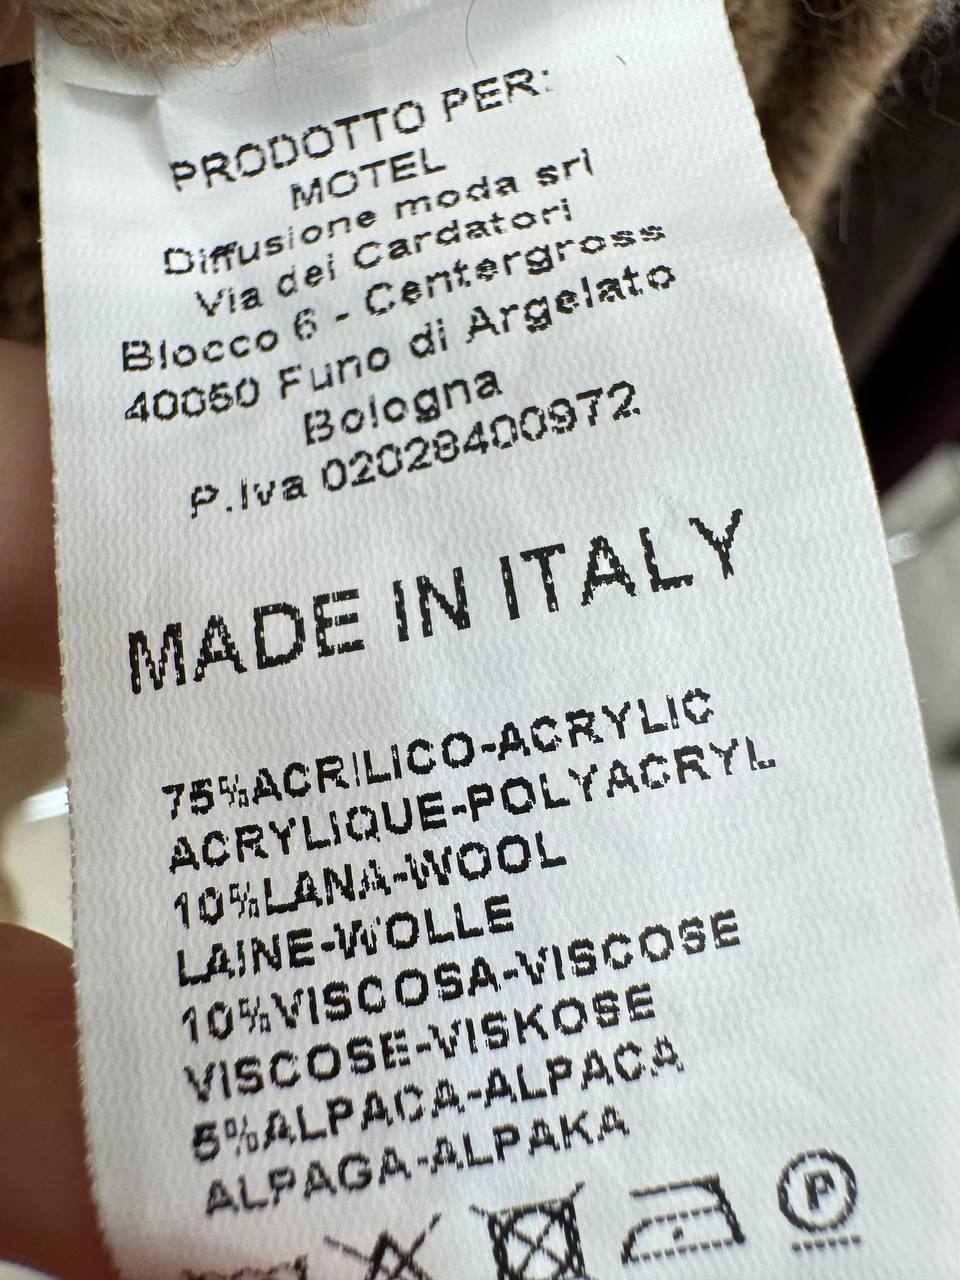 PRODOTTO PER:
MOTEL
Diffusione moda srl
Via dei Cardatori
Blocco 6 - Centergross
40050 Funo di Argelato
Bologna
P.Iva 02028400972
MADE IN ITALY
75%ACRILICO-ACRYLIC
ACRYLIQUE-POLYACRYL
10%LANA-WOOL
LAINE-WOLLE
10%VISCOSA-VISCOSE
VISCOSE-VISKOSE
5%ALPACA-ALPACA
ALPAGA-ALPAKA
P